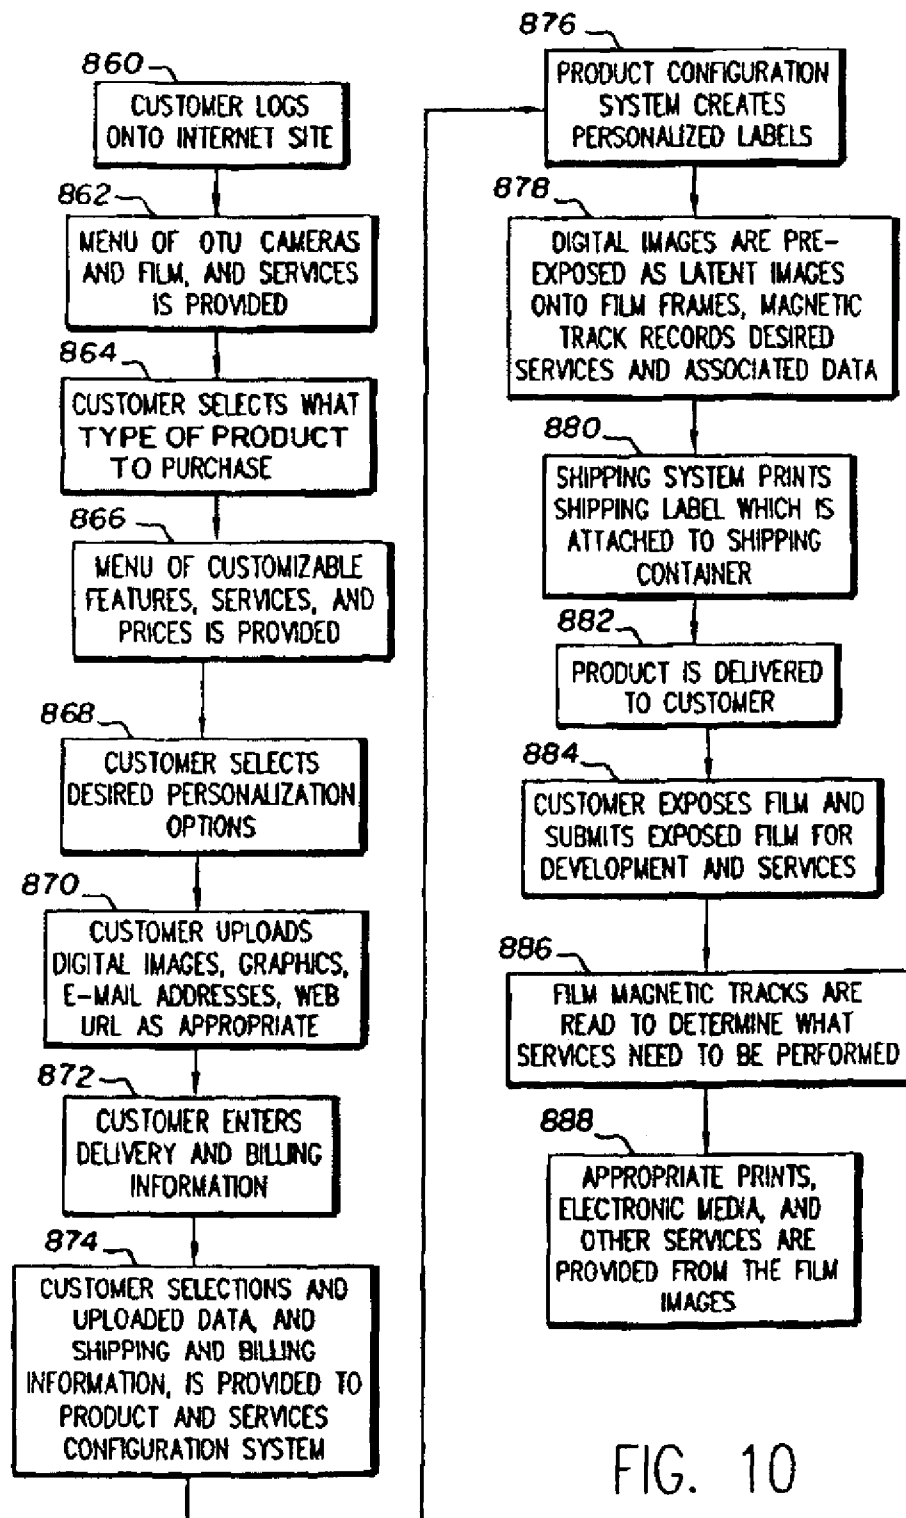 860
CUSTOMER LOGS
ONTO INTERNET SITE
862
MENU OF OTU CAMERAS
AND FILM, AND SERVICES
IS PROVIDED
864
CUSTOMER SELECTS WHAT
TYPE OF PRODUCT
TO PURCHASE
866
MENU OF CUSTOMIZABLE
FEATURES, SERVICES, AND
PRICES IS PROVIDED
868
CUSTOMER SELECTS
DESIRED PERSONALIZATION
OPTIONS
870
CUSTOMER UPLOADS
DIGITAL IMAGES, GRAPHICS,
E-MAIL ADDRESSES, WEB
URL AS APPROPRIATE
872
CUSTOMER ENTERS
DELIVERY AND BILLING
INFORMATION
874
CUSTOMER SELECTIONS AND
UPLOADED DATA, AND
SHIPPING AND BILLING
INFORMATION, IS PROVIDED TO
PRODUCT AND SERVICES
CONFIGURATION SYSTEM
876
PRODUCT CONFIGURATION
SYSTEM CREATES
PERSONALIZED LABELS
878
DIGITAL IMAGES ARE PRE-
EXPOSED AS LATENT IMAGES
ONTO FILM FRAMES, MAGNETIC
TRACK RECORDS DESIRED
SERVICES AND ASSOCIATED DATA
880
SHIPPING SYSTEM PRINTS
SHIPPING LABEL WHICH IS
ATTACHED TO SHIPPING
CONTAINER
882
PRODUCT IS DELIVERED
TO CUSTOMER
884
CUSTOMER EXPOSES FILM AND
SUBMITS EXPOSED FILM FOR
DEVELOPMENT AND SERVICES
886
FILM MAGNETIC TRACKS ARE
READ TO DETERMINE WHAT
SERVICES NEED TO BE PERFORMED
888
APPROPRIATE PRINTS,
ELECTRONIC MEDIA, AND
OTHER SERVICES ARE
PROVIDED FROM THE FILM
IMAGES
FIG. 10